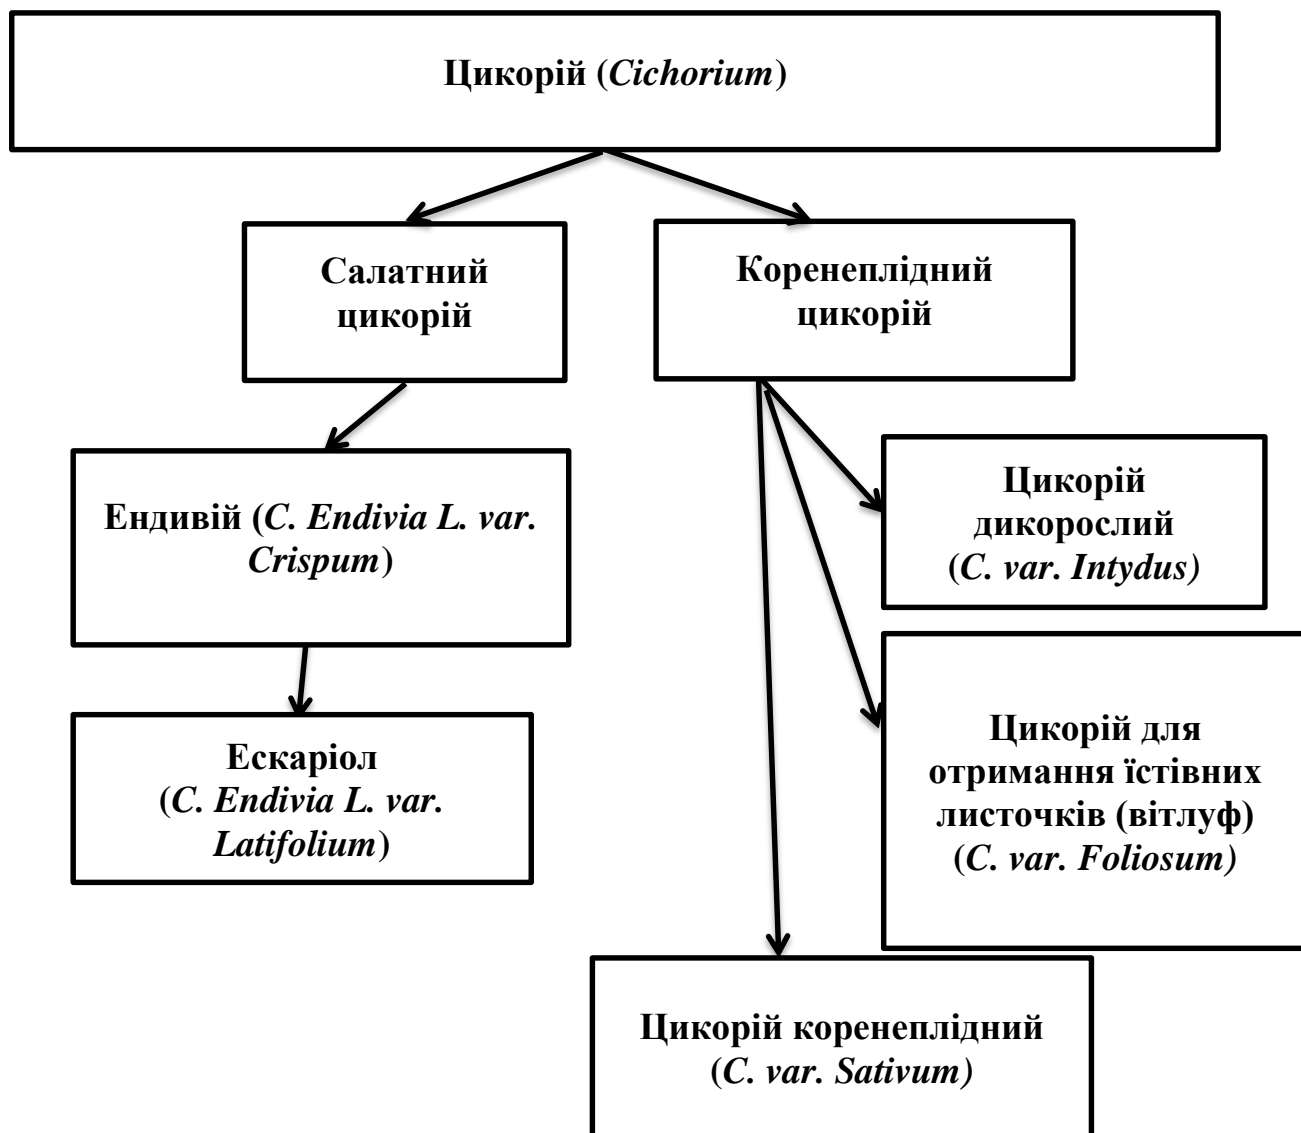 Цикорій (Cichorium)
Салатний
цикорій
Коренеплідний
цикорій
Ендивій (C. Endivia L. var.
Crispum)
Цикорій
дикорослий
(C. var. Intydus)
Ескаріол
(C. Endivia L. var.
Latifolium)
Цикорій для
отримання їстівних
листочків (вітлуф)
(C. var. Foliosum)
Цикорій коренеплідний
(C. var. Sativum)